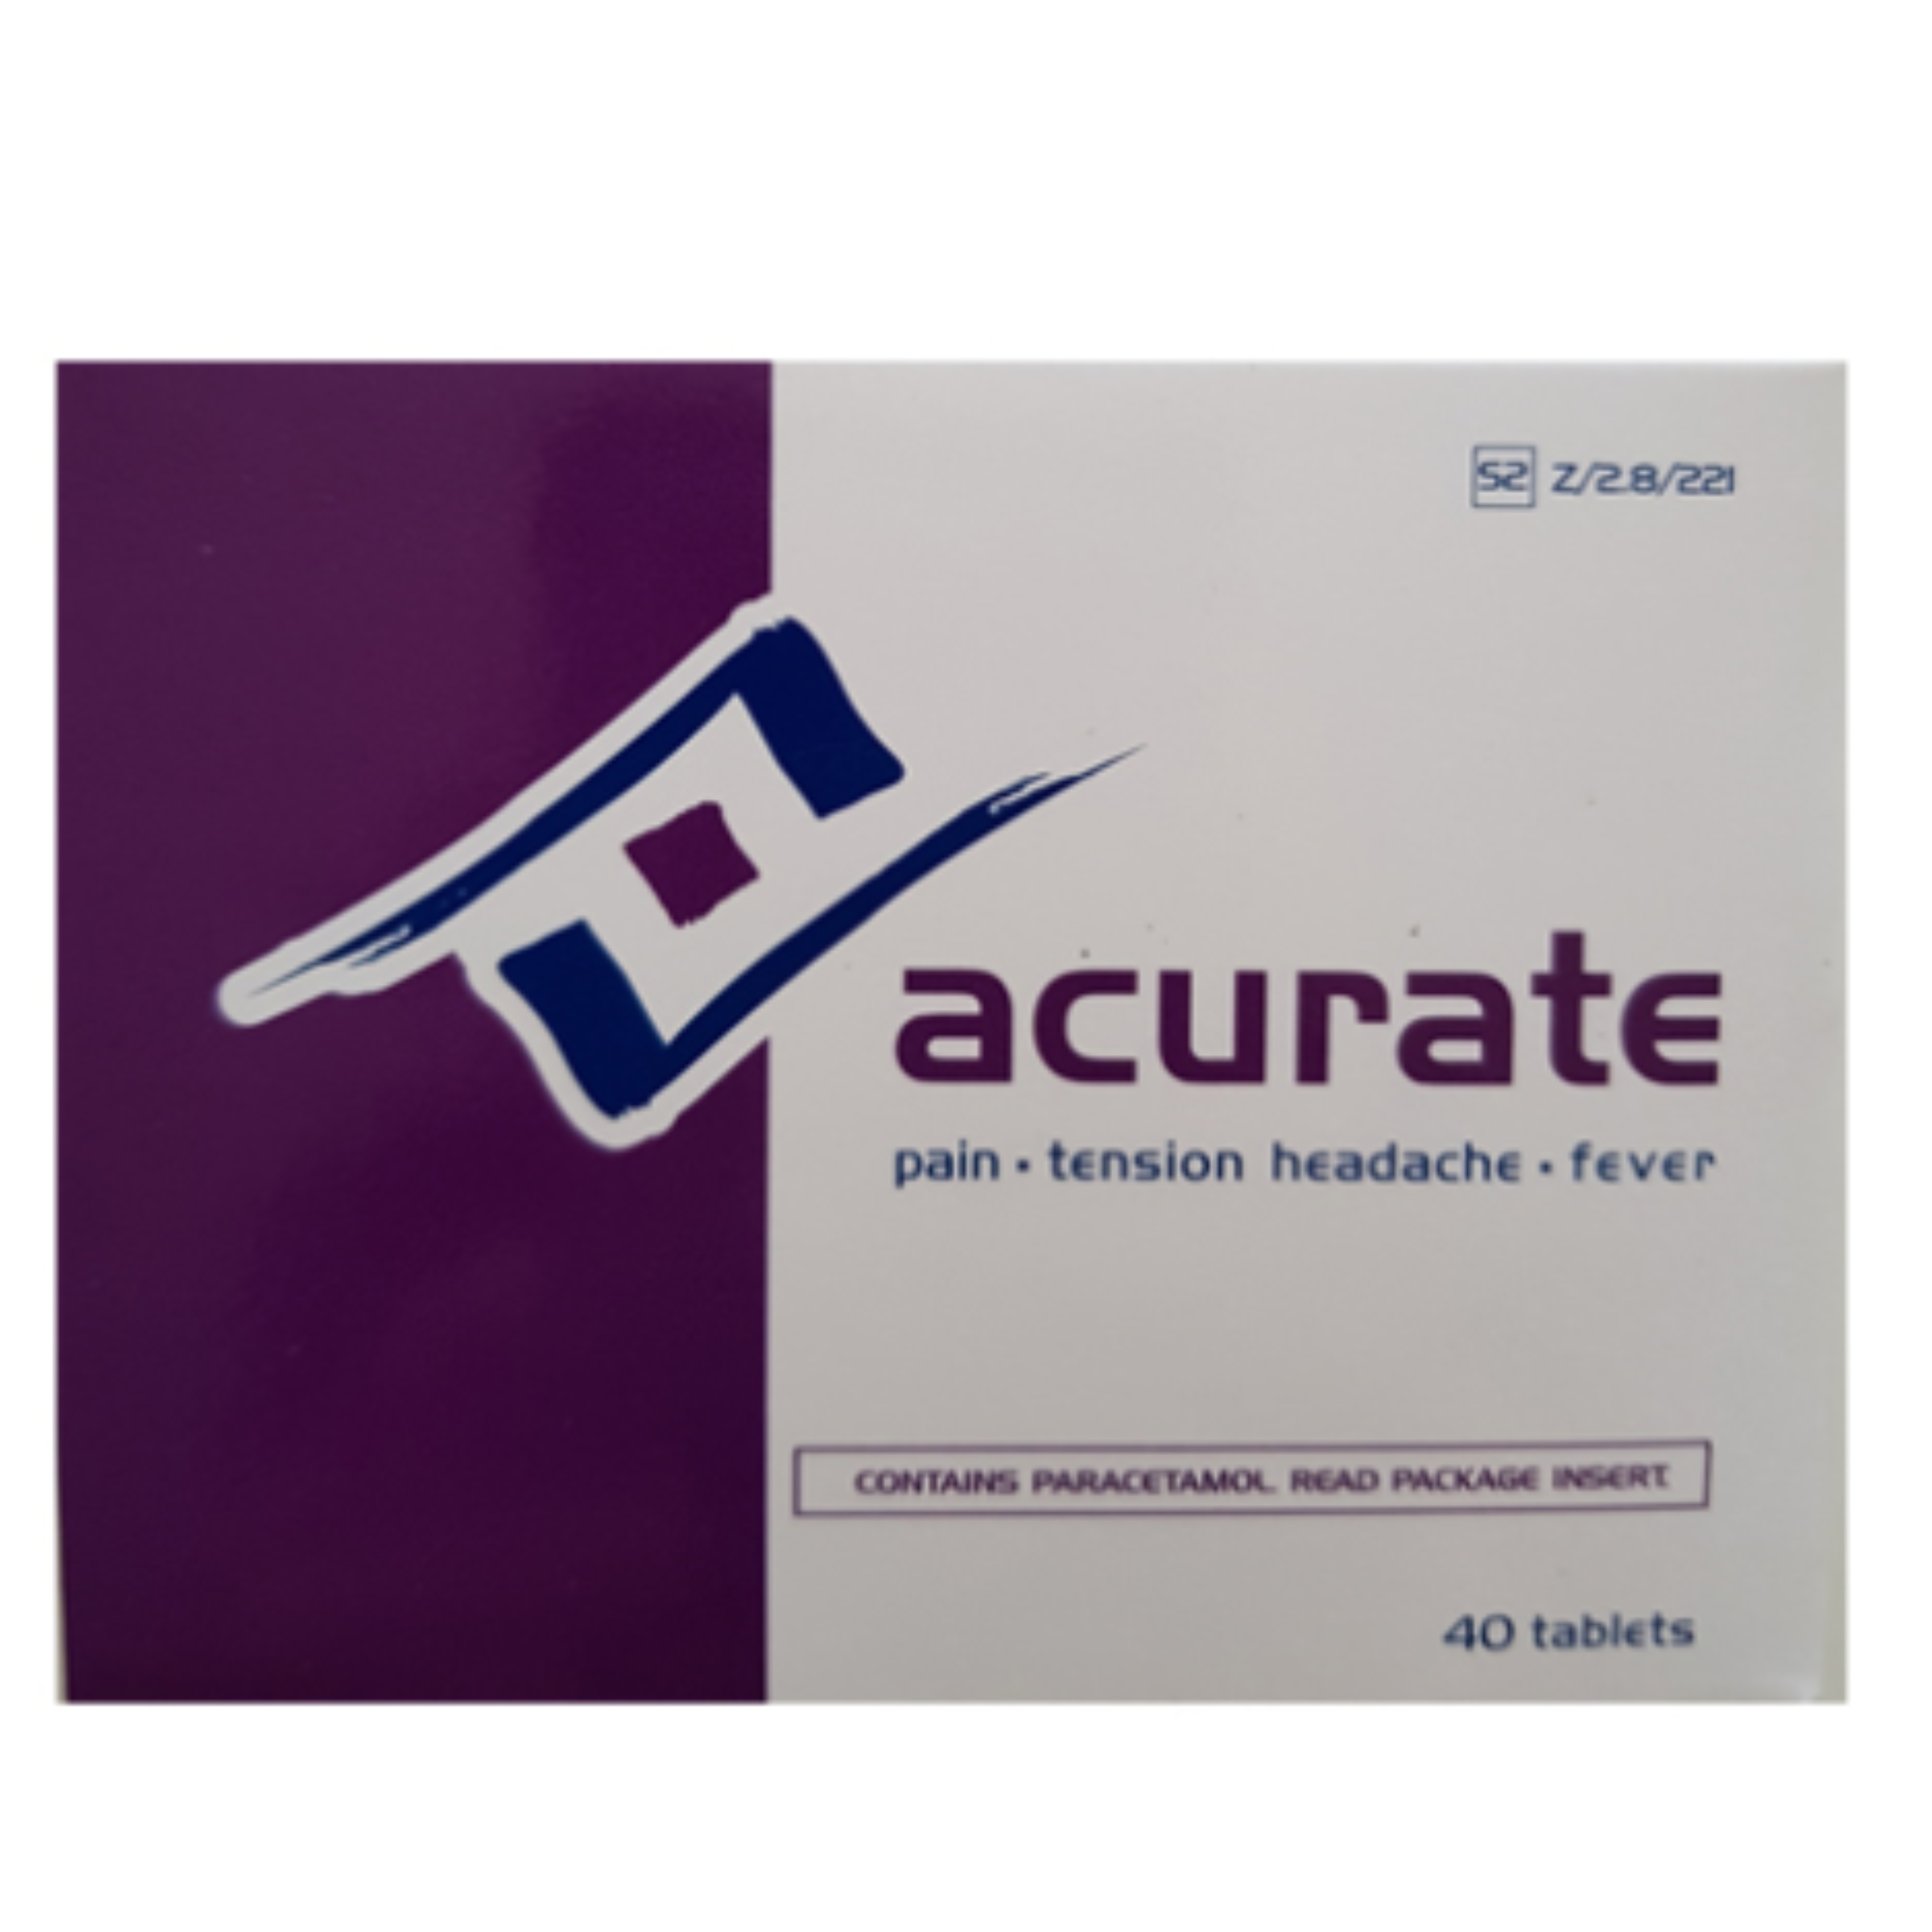 S2 Z/2.8/221
acurate
pain • tension headache • fever
CONTAINS PARACETAMOL. READ PACKAGE INSERT.
40 tablets